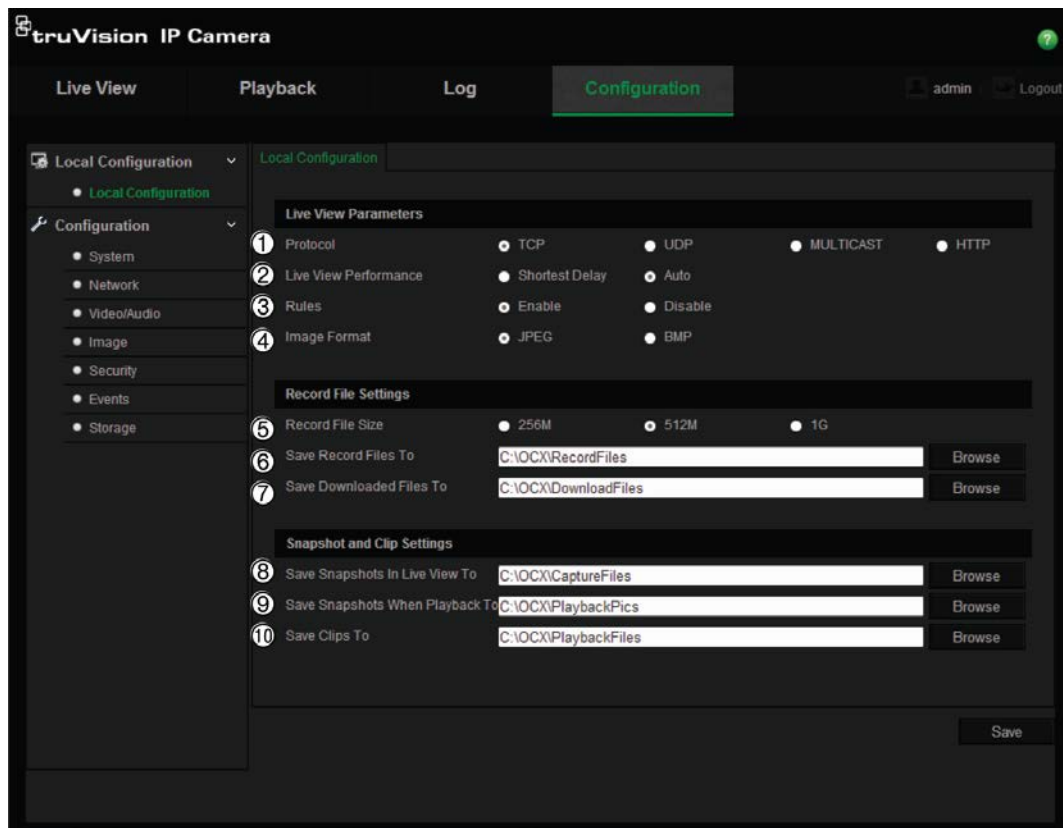 truVision IP Camera
?
Live View Playback Log Configuration admin Logout
Local Configuration
Local Configuration
Configuration
System
Network
Video/Audio
Image
Security
Events
Storage
Local Configuration
Live View Parameters
1 Protocol TCP UDP MULTICAST HTTP
2 Live View Performance Shortest Delay Auto
3 Rules Enable Disable
4 Image Format JPEG BMP
Record File Settings
5 Record File Size 256M 512M 1G
6 Save Record Files To C:\OCX\RecordFiles Browse
7 Save Downloaded Files To C:\OCX\DownloadFiles Browse
Snapshot and Clip Settings
8 Save Snapshots In Live View To C:\OCX\CaptureFiles Browse
9 Save Snapshots When Playback To C:\OCX\PlaybackPics Browse
10 Save Clips To C:\OCX\PlaybackFiles Browse
Save